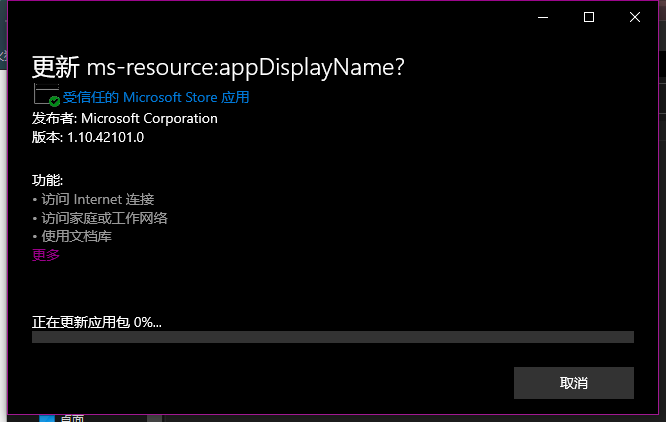 更新 ms-resource:appDisplayName?
受信任的 Microsoft Store 应用
发布者: Microsoft Corporation
版本: 1.10.42101.0
功能:
• 访问 Internet 连接
• 访问家庭或工作网络
• 使用文档库
更多
正在更新应用包 0%...
取消
桌面